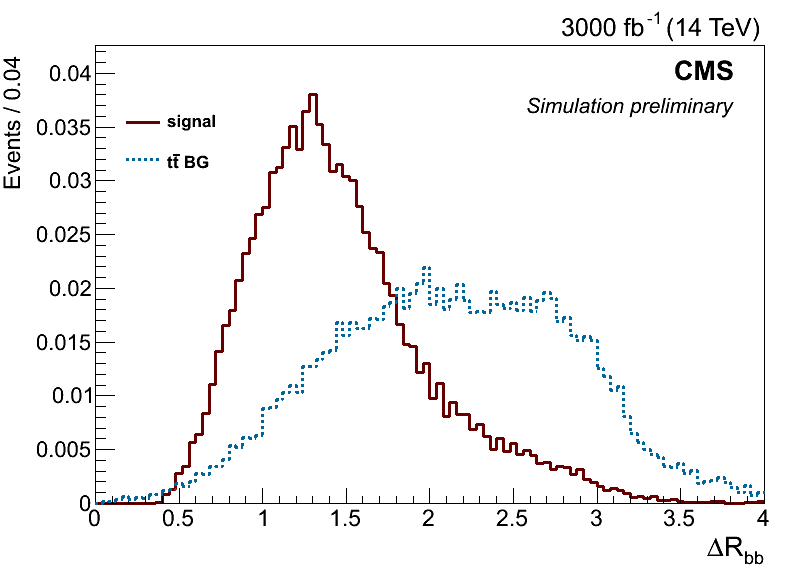 3000 fb⁻¹ (14 TeV)
Events / 0.04
CMS
Simulation preliminary
signal
tt̄ BG
0.04
0.035
0.03
0.025
0.02
0.015
0.01
0.005
0
0 0.5 1 1.5 2 2.5 3 3.5 4
ΔR_bb